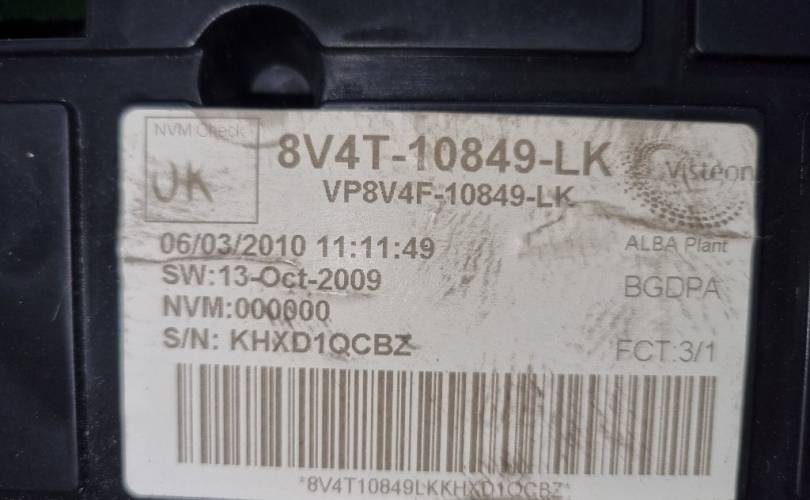 NVM Check
OK
8V4T-10849-LK
VP8V4F-10849-LK
Visteon
06/03/2010 11:11:49
ALBA Plant
SW:13-Oct-2009
BGDPA
NVM:000000
S/N: KHXD1QCBZ
FCT:3/1
*8V4T10849LKKHXD1QCBZ*